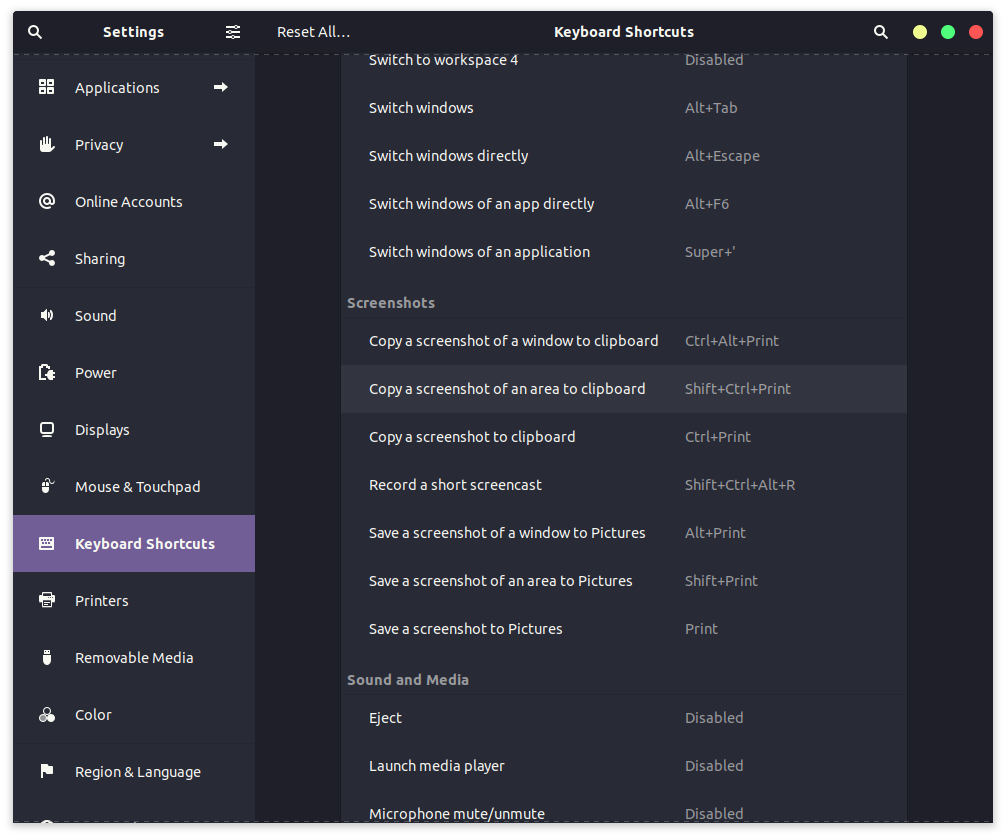 Settings
Reset All...
Keyboard Shortcuts
Applications
Privacy
Online Accounts
Sharing
Sound
Power
Displays
Mouse & Touchpad
Keyboard Shortcuts
Printers
Removable Media
Color
Region & Language
Switch to workspace 4 Disabled
Switch windows Alt+Tab
Switch windows directly Alt+Escape
Switch windows of an app directly Alt+F6
Switch windows of an application Super+'
Screenshots
Copy a screenshot of a window to clipboard Ctrl+Alt+Print
Copy a screenshot of an area to clipboard Shift+Ctrl+Print
Copy a screenshot to clipboard Ctrl+Print
Record a short screencast Shift+Ctrl+Alt+R
Save a screenshot of a window to Pictures Alt+Print
Save a screenshot of an area to Pictures Shift+Print
Save a screenshot to Pictures Print
Sound and Media
Eject Disabled
Launch media player Disabled
Microphone mute/unmute Disabled